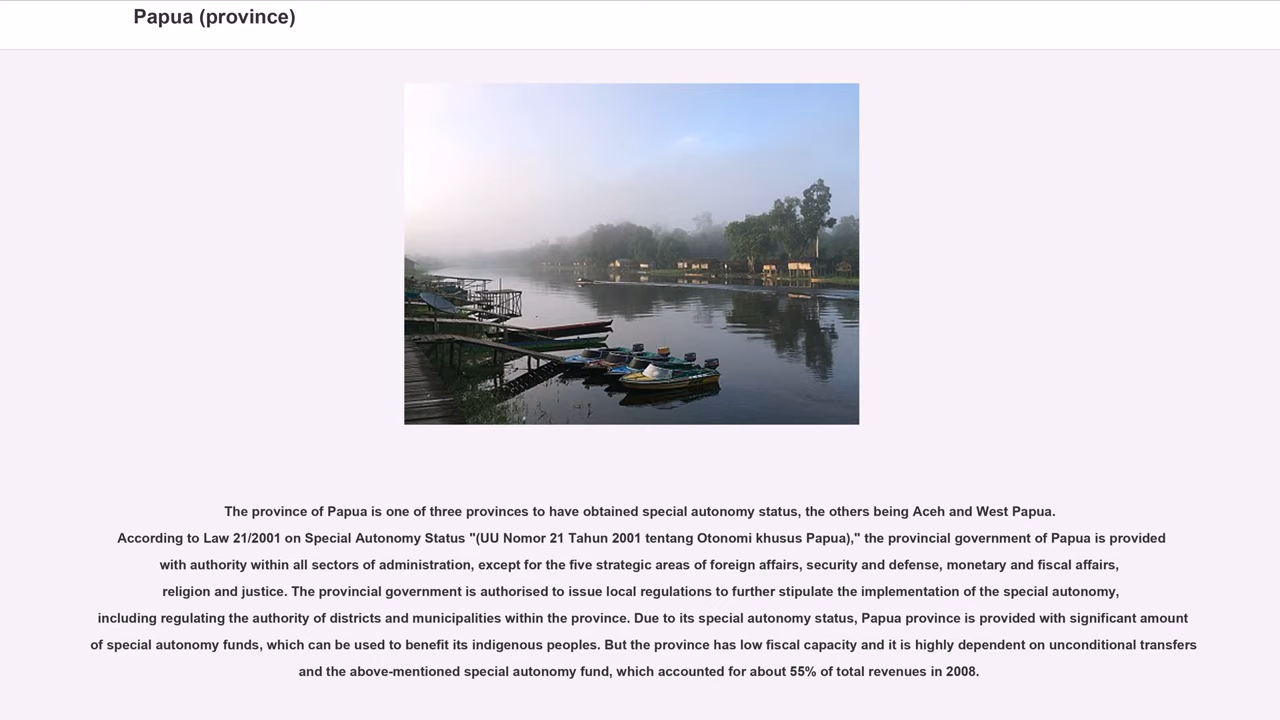 Papua (province)
The province of Papua is one of three provinces to have obtained special autonomy status, the others being Aceh and West Papua.
According to Law 21/2001 on Special Autonomy Status "(UU Nomor 21 Tahun 2001 tentang Otonomi khusus Papua)," the provincial government of Papua is provided
with authority within all sectors of administration, except for the five strategic areas of foreign affairs, security and defense, monetary and fiscal affairs,
religion and justice. The provincial government is authorised to issue local regulations to further stipulate the implementation of the special autonomy,
including regulating the authority of districts and municipalities within the province. Due to its special autonomy status, Papua province is provided with significant amount
of special autonomy funds, which can be used to benefit its indigenous peoples. But the province has low fiscal capacity and it is highly dependent on unconditional transfers
and the above-mentioned special autonomy fund, which accounted for about 55% of total revenues in 2008.